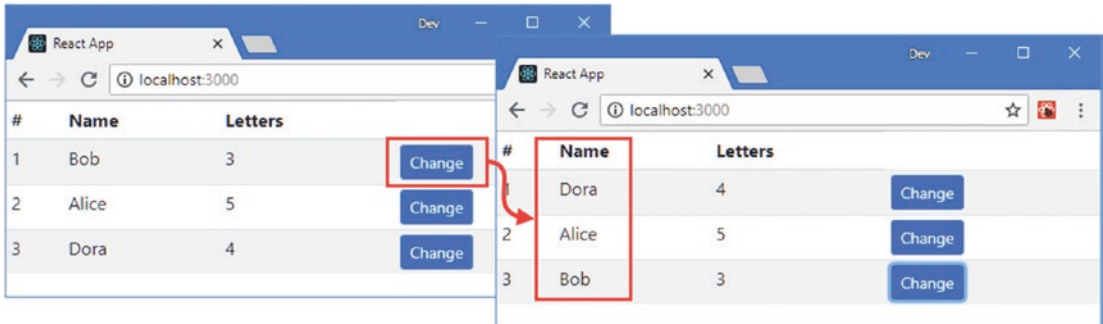 Dev
React App
localhost:3000
# Name Letters
1 Bob 3 Change
2 Alice 5 Change
3 Dora 4 Change
Dev
React App
localhost:3000
# Name Letters
1 Dora 4 Change
2 Alice 5 Change
3 Bob 3 Change